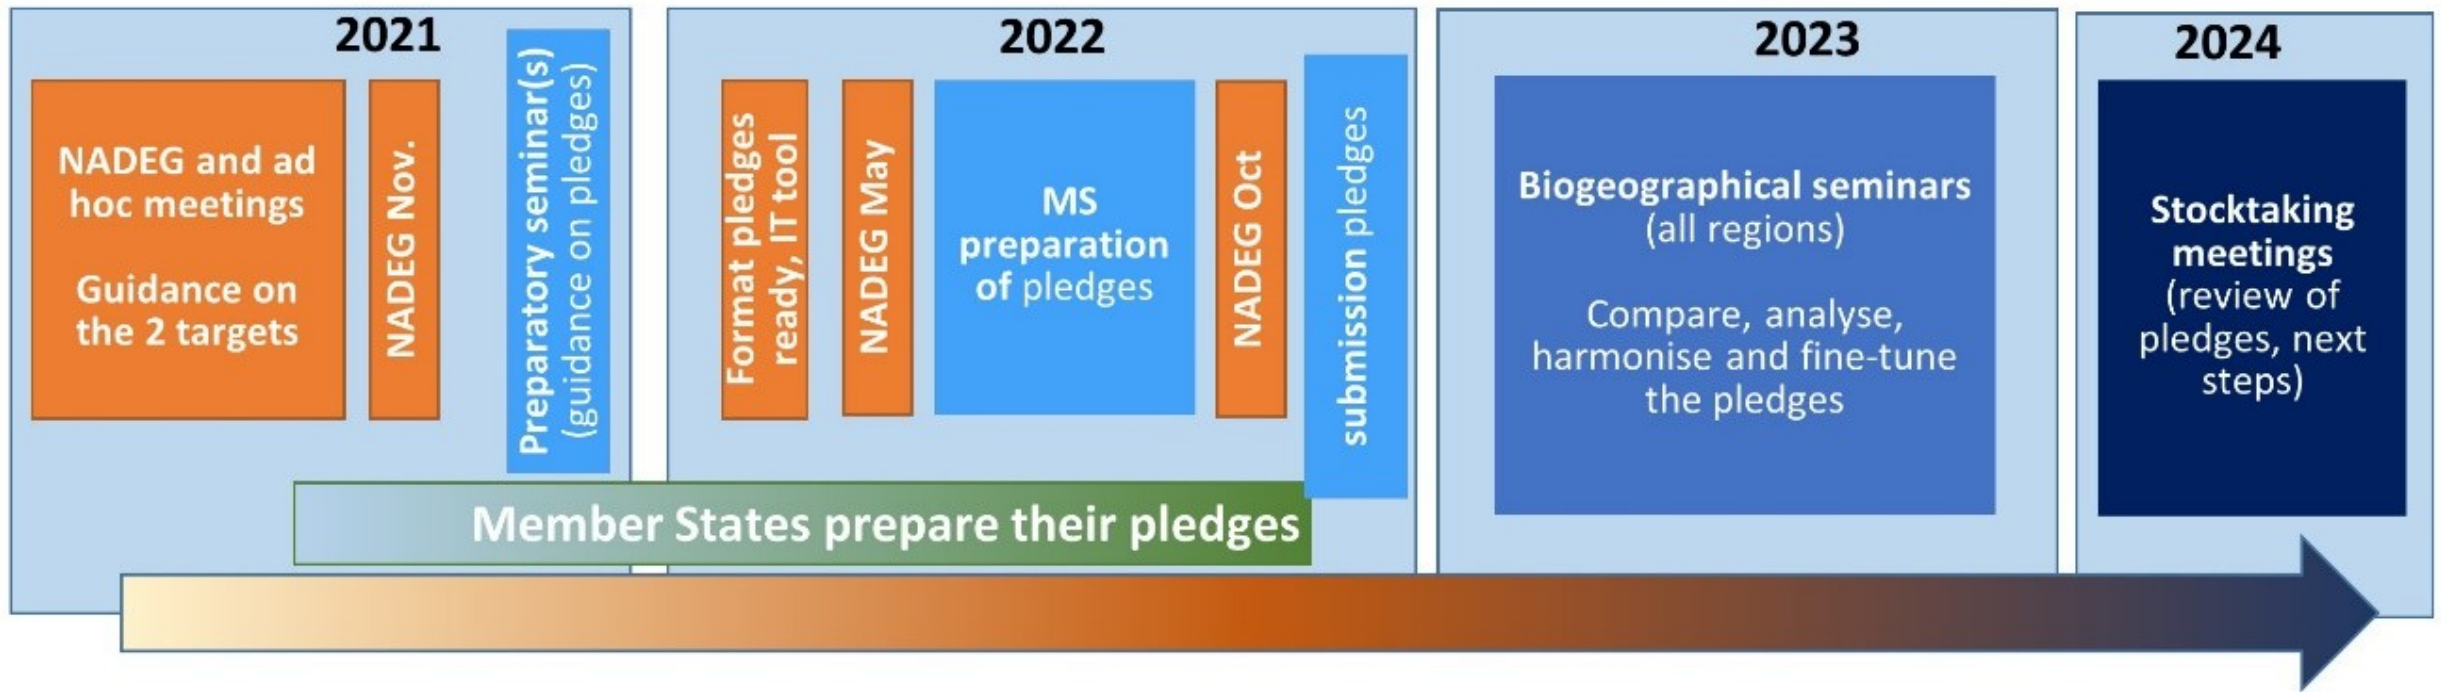 2021
NADEG and ad
hoc meetings
Guidance on
the 2 targets
NADEG Nov.
Preparatory seminar(s)
(guidance on pledges)
2022
Format pledges
ready, IT tool
NADEG May
MS
preparation
of pledges
NADEG Oct
submission pledges
2023
Biogeographical seminars
(all regions)
Compare, analyse,
harmonise and fine-tune
the pledges
2024
Stocktaking
meetings
(review of
pledges, next
steps)
Member States prepare their pledges